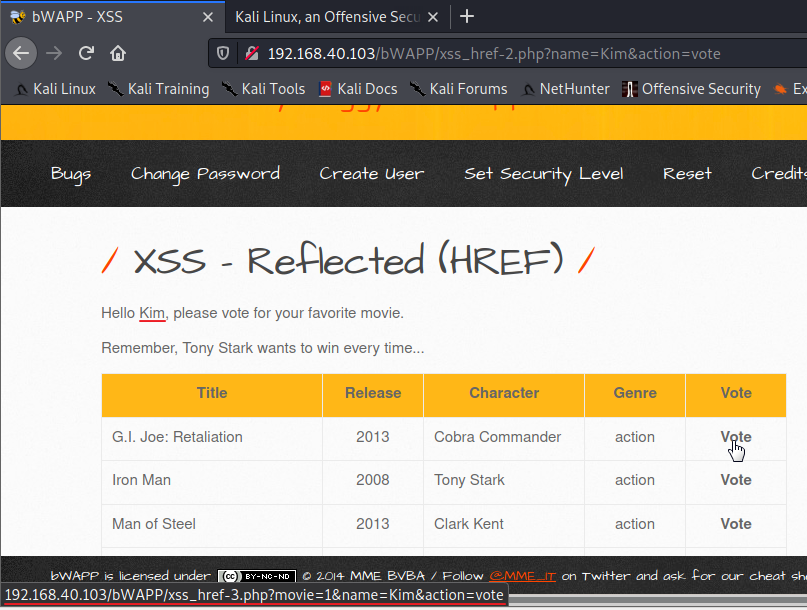 bWAPP - XSS
Kali Linux, an Offensive Secu
192.168.40.103/bWAPP/xss_href-2.php?name=Kim&action=vote
Kali Linux Kali Training Kali Tools Kali Docs Kali Forums NetHunter Offensive Security Ex
Bugs Change Password Create User Set Security Level Reset Credits
/ XSS - Reflected (HREF) /
Hello Kim, please vote for your favorite movie.
Remember, Tony Stark wants to win every time...
Title Release Character Genre Vote
G.I. Joe: Retaliation 2013 Cobra Commander action Vote
Iron Man 2008 Tony Stark action Vote
Man of Steel 2013 Clark Kent action Vote
bWAPP is licensed under (cc) BY-NC-ND © 2014 MME BVBA / Follow @MME_IT on Twitter and ask for our cheat she
192.168.40.103/bWAPP/xss_href-3.php?movie=1&name=Kim&action=vote